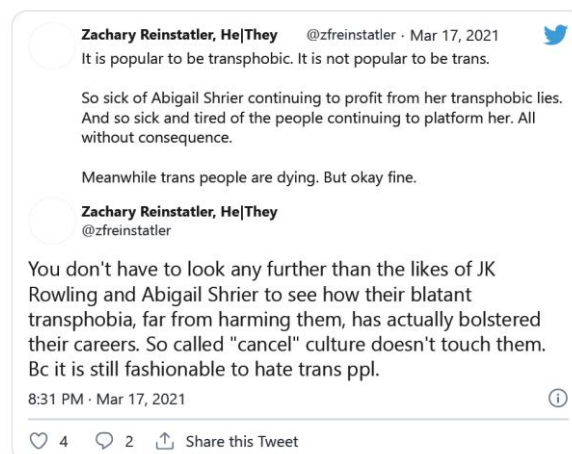 Zachary Reinstatler, He|They @zfreinstatler · Mar 17, 2021
It is popular to be transphobic. It is not popular to be trans.
So sick of Abigail Shrier continuing to profit from her transphobic lies.
And so sick and tired of the people continuing to platform her. All
without consequence.
Meanwhile trans people are dying. But okay fine.
Zachary Reinstatler, He|They
@zfreinstatler
You don't have to look any further than the likes of JK
Rowling and Abigail Shrier to see how their blatant
transphobia, far from harming them, has actually bolstered
their careers. So called "cancel" culture doesn't touch them.
Bc it is still fashionable to hate trans ppl.
8:31 PM · Mar 17, 2021
4 2 Share this Tweet